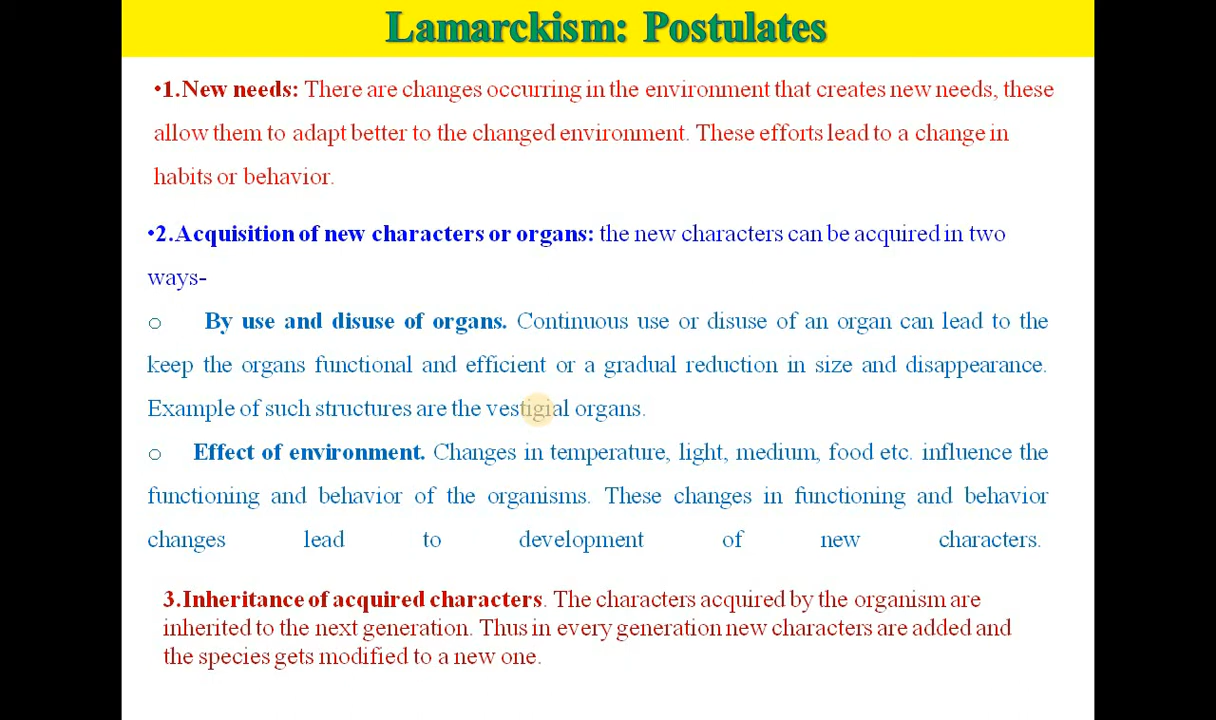 Lamarckism: Postulates
•1.New needs: There are changes occurring in the environment that creates new needs, these
allow them to adapt better to the changed environment. These efforts lead to a change in
habits or behavior.
•2.Acquisition of new characters or organs: the new characters can be acquired in two
ways-
o By use and disuse of organs. Continuous use or disuse of an organ can lead to the
keep the organs functional and efficient or a gradual reduction in size and disappearance.
Example of such structures are the vestigial organs.
o Effect of environment. Changes in temperature, light, medium, food etc. influence the
functioning and behavior of the organisms. These changes in functioning and behavior
changes lead to development of new characters.
3.Inheritance of acquired characters. The characters acquired by the organism are
inherited to the next generation. Thus in every generation new characters are added and
the species gets modified to a new one.